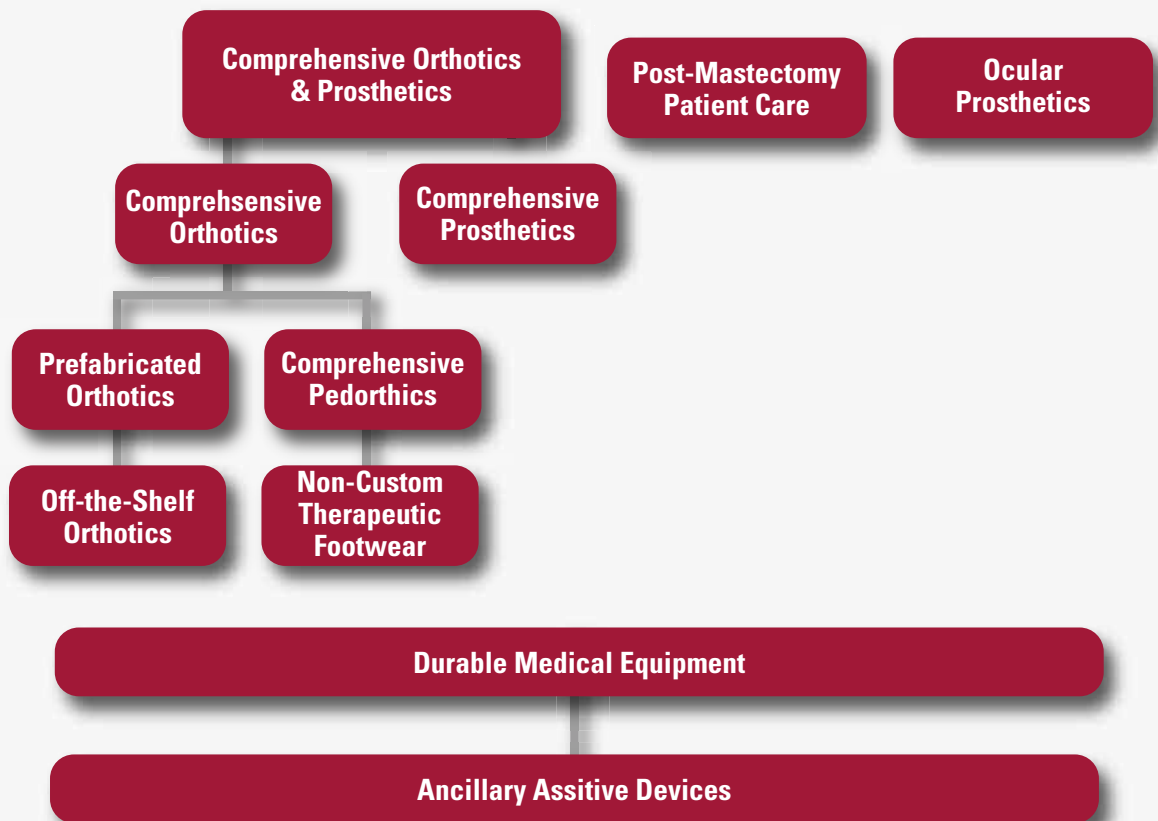 Comprehensive Orthotics
& Prosthetics
Post-Mastectomy
Patient Care
Ocular
Prosthetics
Comprehsensive
Orthotics
Comprehensive
Prosthetics
Prefabricated
Orthotics
Comprehensive
Pedorthics
Off-the-Shelf
Orthotics
Non-Custom
Therapeutic
Footwear
Durable Medical Equipment
Ancillary Assitive Devices